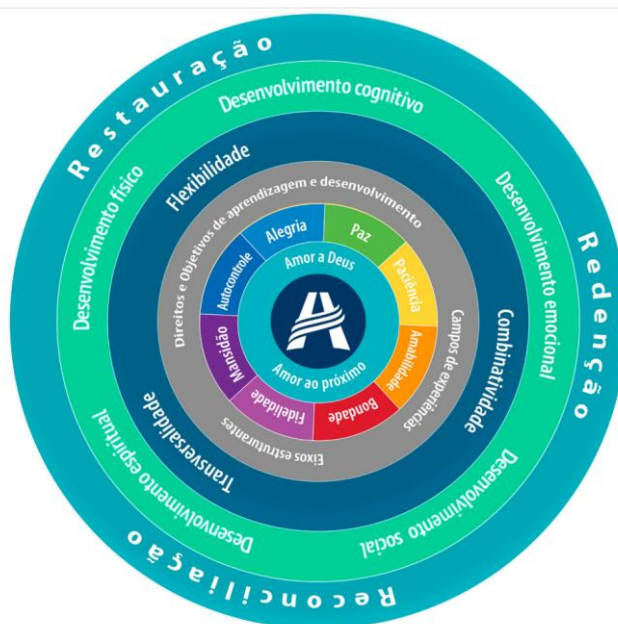 Restauração
Redenção
Reconciliação
Desenvolvimento cognitivo
Desenvolvimento emocional
Desenvolvimento social
Desenvolvimento espiritual
Desenvolvimento físico
Flexibilidade
Combinatividade
Transversalidade
Direitos e Objetivos de aprendizagem e desenvolvimento
Campos de experiências
Eixos estruturantes
Alegria
Paz
Paciência
Amabilidade
Bondade
Fidelidade
Mansidão
Autocontrole
Amor a Deus
Amor ao próximo